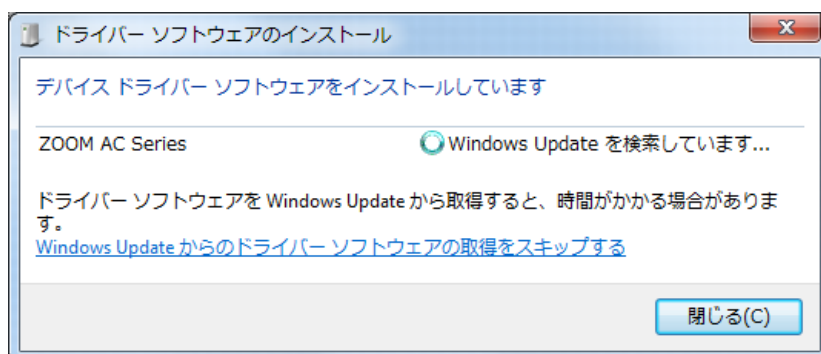 ドライバー ソフトウェアのインストール
デバイス ドライバー ソフトウェアをインストールしています
ZOOM AC Series
Windows Update を検索しています...
ドライバー ソフトウェアを Windows Update から取得すると、時間がかかる場合がありま
す。
Windows Update からのドライバー ソフトウェアの取得をスキップする
閉じる(C)